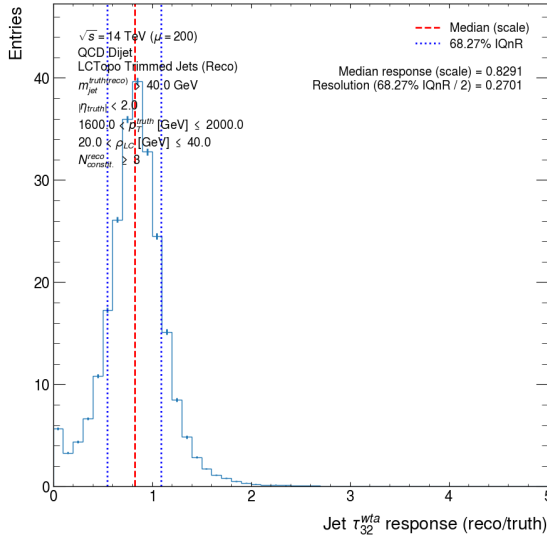 Entries
√s = 14 TeV (μ = 200)
QCD Dijet
LCTopo Trimmed Jets (Reco)
m_jet^truth(reco) > 40.0 GeV
|η_truth| < 2.0
1600.0 < p_T^truth [GeV] ≤ 2000.0
20.0 < ρ_LC [GeV] ≤ 40.0
N_constit.^reco ≥ 3
Median (scale)
68.27% IQnR
Median response (scale) = 0.8291
Resolution (68.27% IQnR / 2) = 0.2701
40
30
20
10
0
0 1 2 3 4 5
Jet τ_32^wta response (reco/truth)